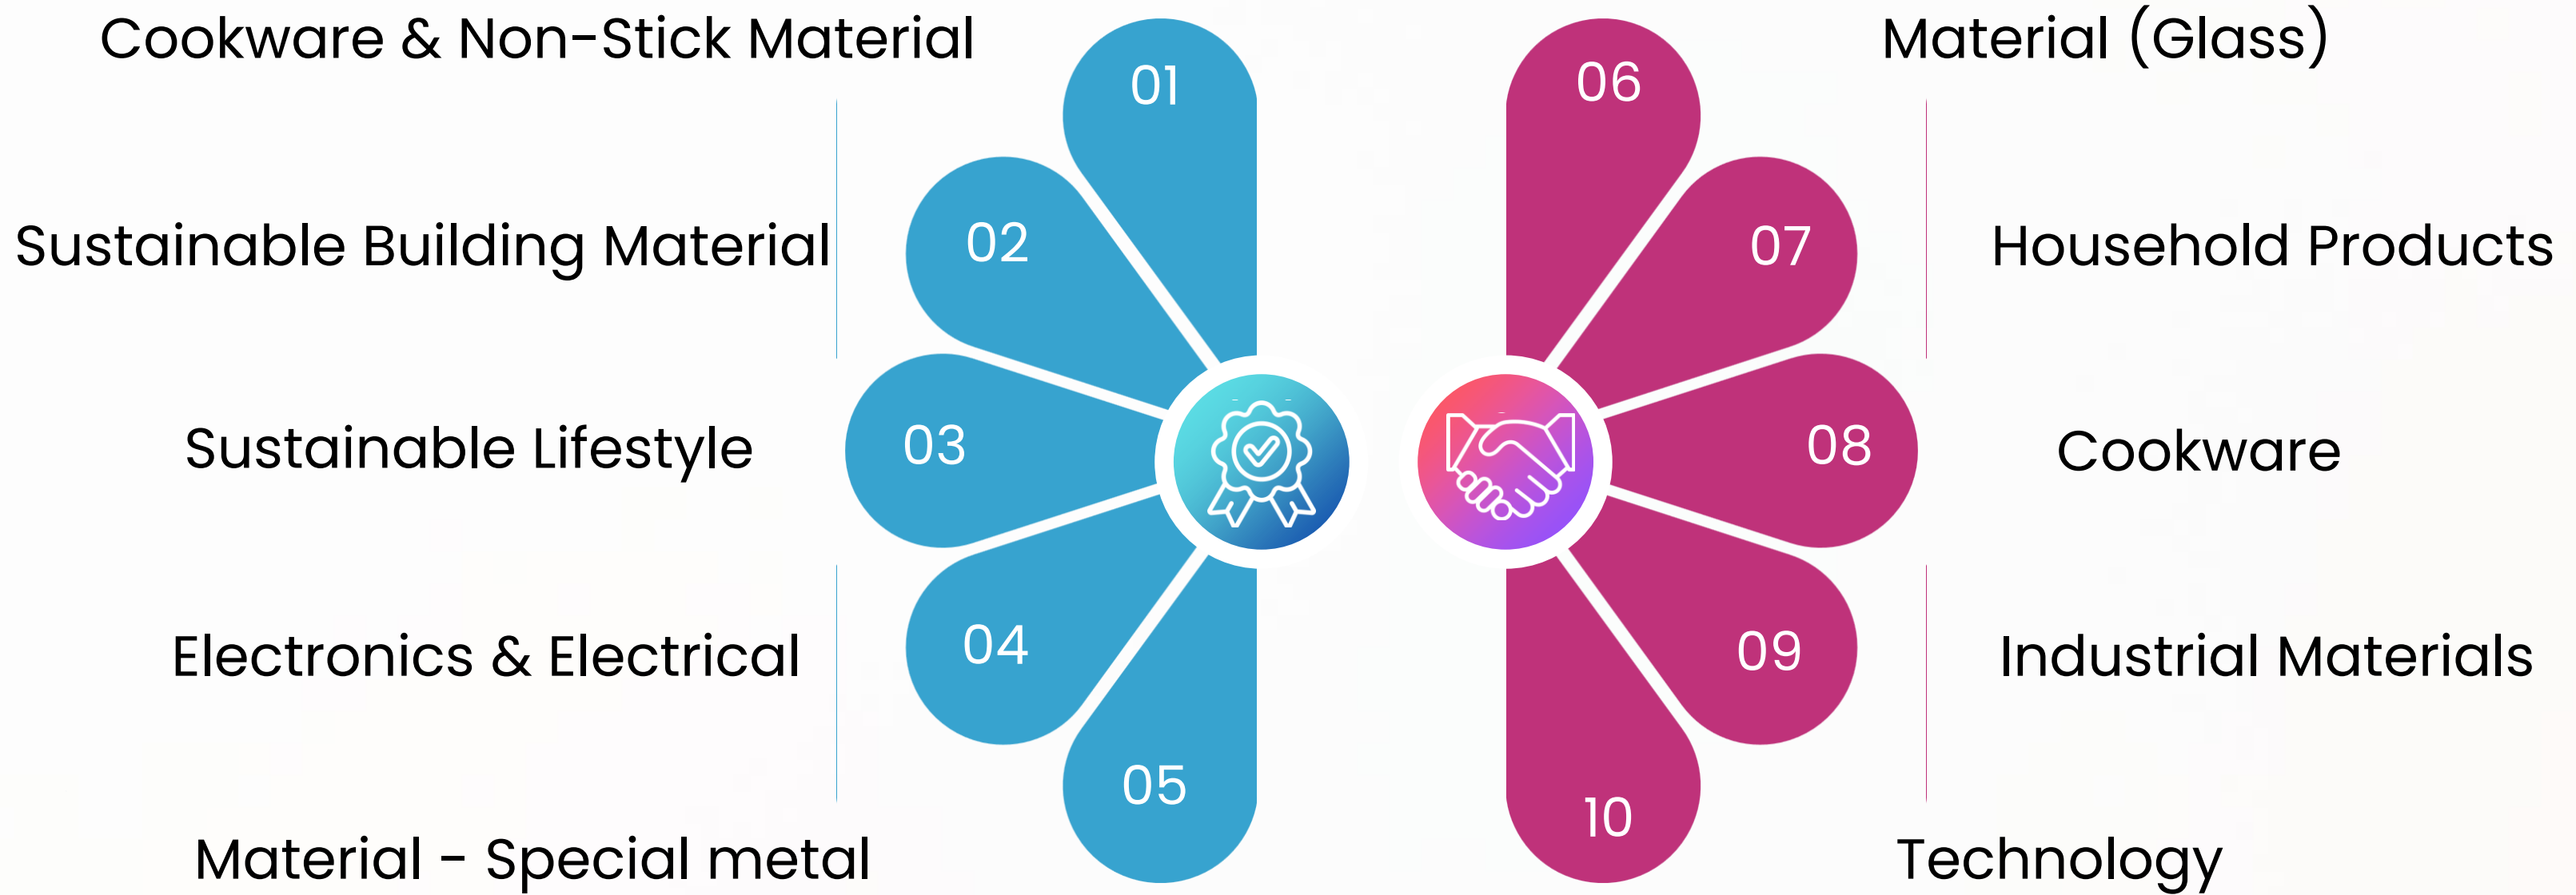 Cookware & Non-Stick Material
01
Sustainable Building Material
02
Sustainable Lifestyle
03
Electronics & Electrical
04
Material - Special metal
05
06
Material (Glass)
07
Household Products
08
Cookware
09
Industrial Materials
10
Technology